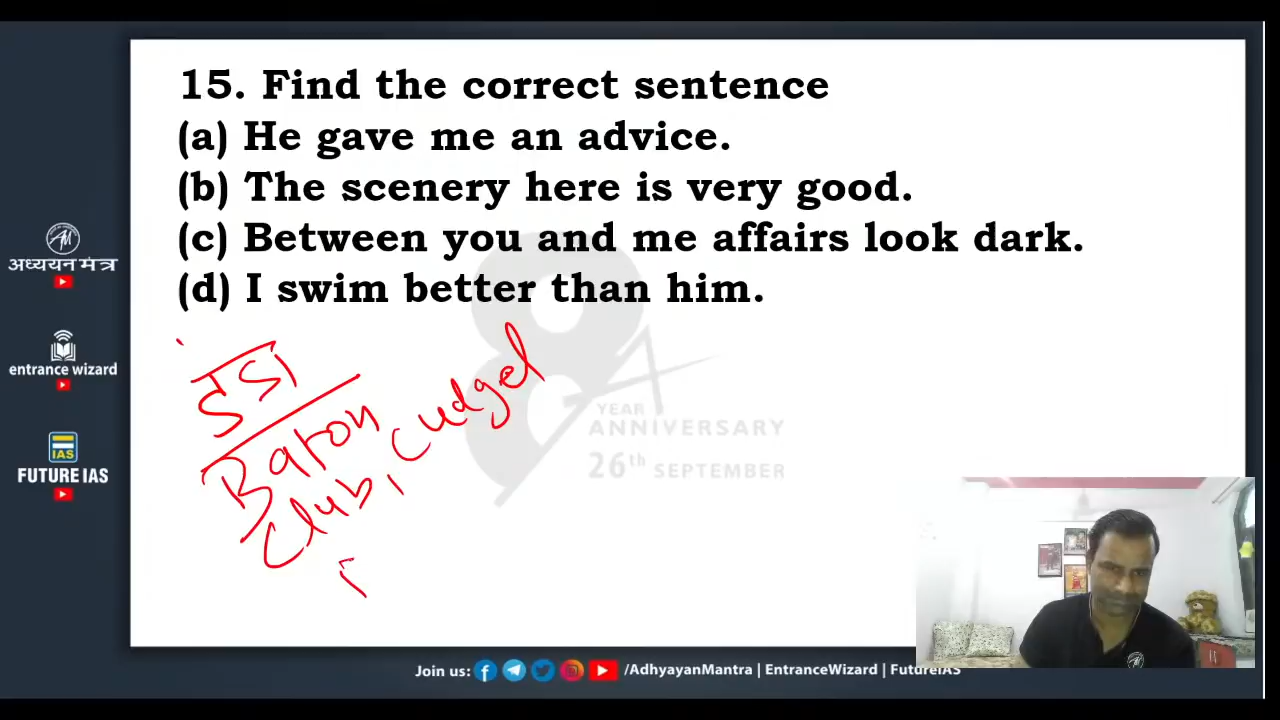 15. Find the correct sentence
(a) He gave me an advice.
(b) The scenery here is very good.
(c) Between you and me affairs look dark.
(d) I swim better than him.
अध्ययन मंत्र
entrance wizard
IAS
FUTURE IAS
डंडा
Baton
Club, cudgel
8
YEAR
ANNIVERSARY
26th SEPTEMBER
Join us: /AdhyayanMantra | EntranceWizard | FutureIAS